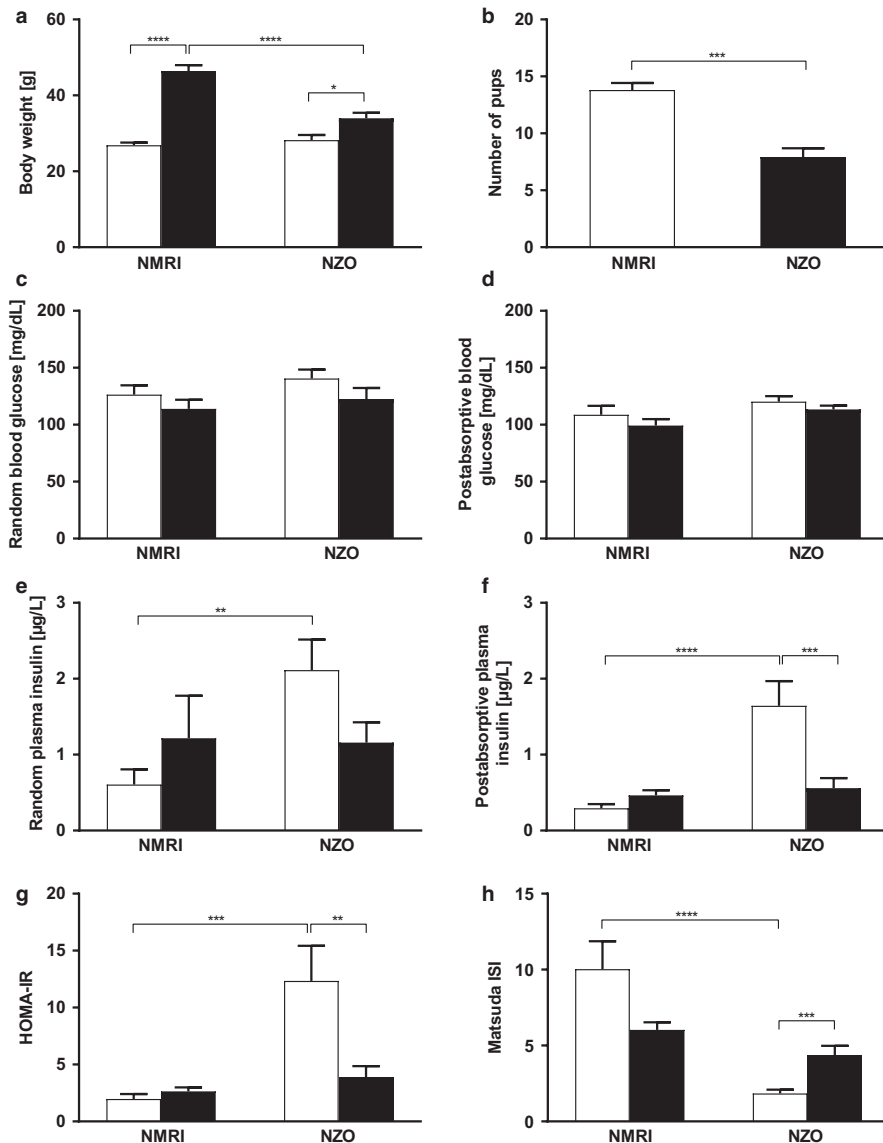 a
Body weight [g]
60
40
20
0
****
****
*
NMRI
NZO
b
Number of pups
20
15
10
5
0
***
NMRI
NZO
c
Random blood glucose [mg/dL]
200
150
100
50
0
NMRI
NZO
d
Postabsorptive blood
glucose [mg/dL]
200
150
100
50
0
NMRI
NZO
e
Random plasma insulin [µg/L]
3
2
1
0
**
NMRI
NZO
f
Postabsorptive plasma
insulin [µg/L]
3
2
1
0
****
***
NMRI
NZO
g
HOMA-IR
20
15
10
5
0
***
**
NMRI
NZO
h
Matsuda ISI
15
10
5
0
****
***
NMRI
NZO